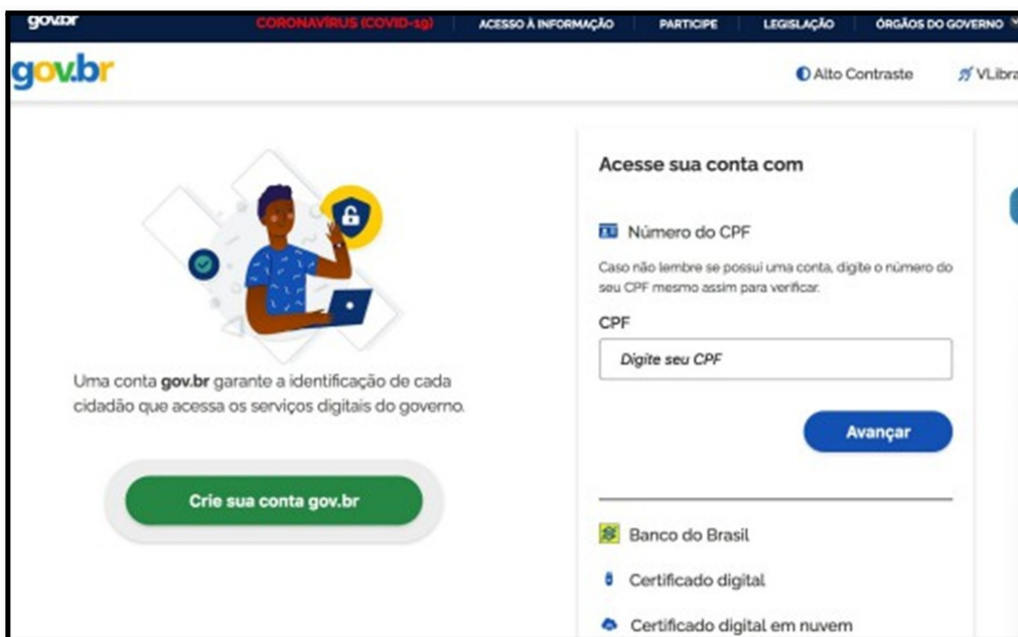 gov.br
CORONAVÍRUS (COVID-19)
ACESSO À INFORMAÇÃO
PARTICIPE
LEGISLAÇÃO
ÓRGÃOS DO GOVERNO
gov.br
Alto Contraste
VLibra
Uma conta gov.br garante a identificação de cada
cidadão que acessa os serviços digitais do governo.
Crie sua conta gov.br
Acesse sua conta com
Número do CPF
Caso não lembre se possui uma conta, digite o número do
seu CPF mesmo assim para verificar.
CPF
Digite seu CPF
Avançar
Banco do Brasil
Certificado digital
Certificado digital em nuvem